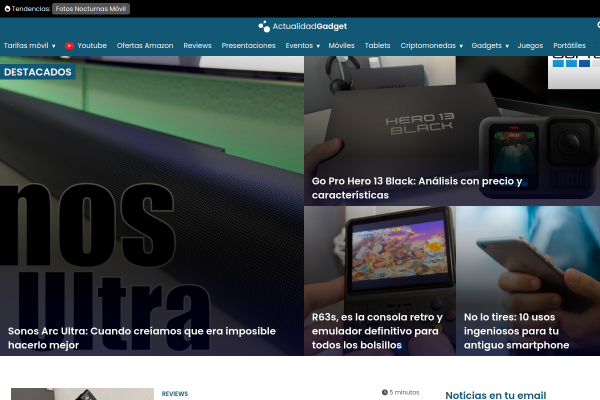 Tendencias: Fotos Nocturnas Móvil
ActualidadGadget
Tarifas móvil Youtube Ofertas Amazon Reviews Presentaciones Eventos Móviles Tablets Criptomonedas Gadgets Juegos Portátiles
DESTACADOS
HERO 13
BLACK
Go Pro Hero 13 Black: Análisis con precio y
características
nos
Ultra
Sonos Arc Ultra: Cuando creíamos que era imposible
hacerlo mejor
R63s, es la consola retro y
emulador definitivo para
todos los bolsillos
No lo tires: 10 usos
ingeniosos para tu
antiguo smartphone
REVIEWS
5 minutos
Noticias en tu email